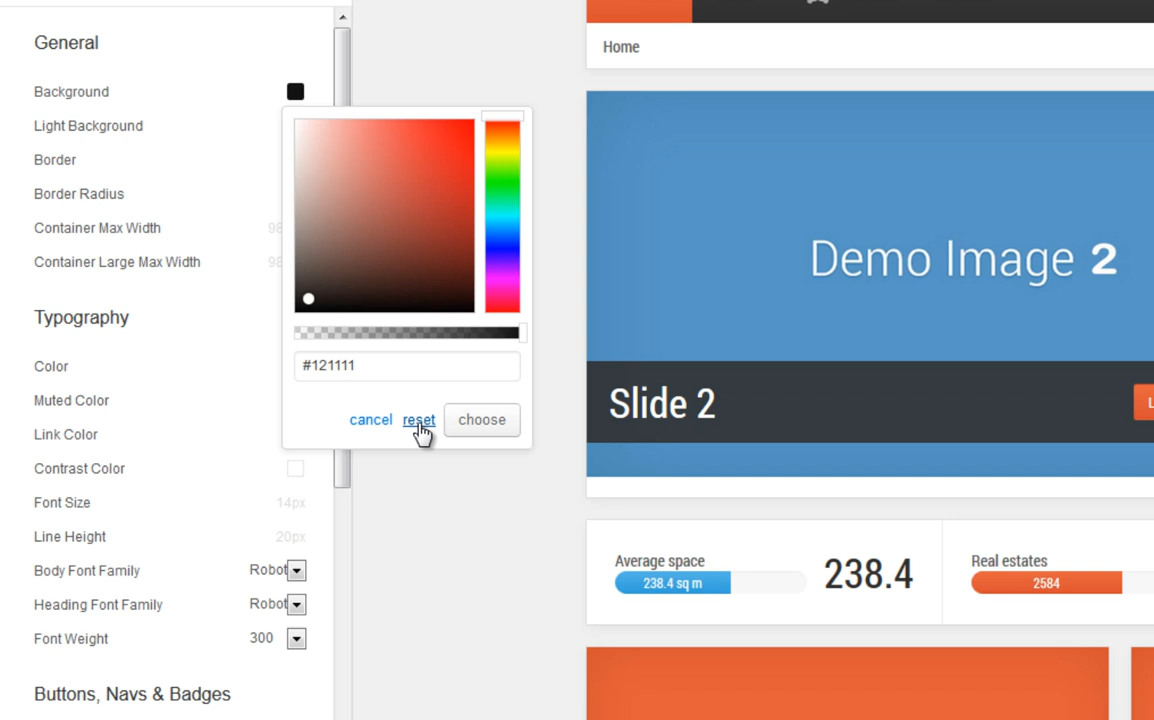 General
Background
Light Background
Border
Border Radius
Container Max Width 98
Container Large Max Width 98
#121111
cancel reset choose
Typography
Color
Muted Color
Link Color
Contrast Color
Font Size 14px
Line Height 20px
Body Font Family Robot
Heading Font Family Robot
Font Weight 300
Buttons, Navs & Badges
Home
Demo Image 2
Slide 2
L
Average space
238.4 sq m
238.4
Real estates
2584